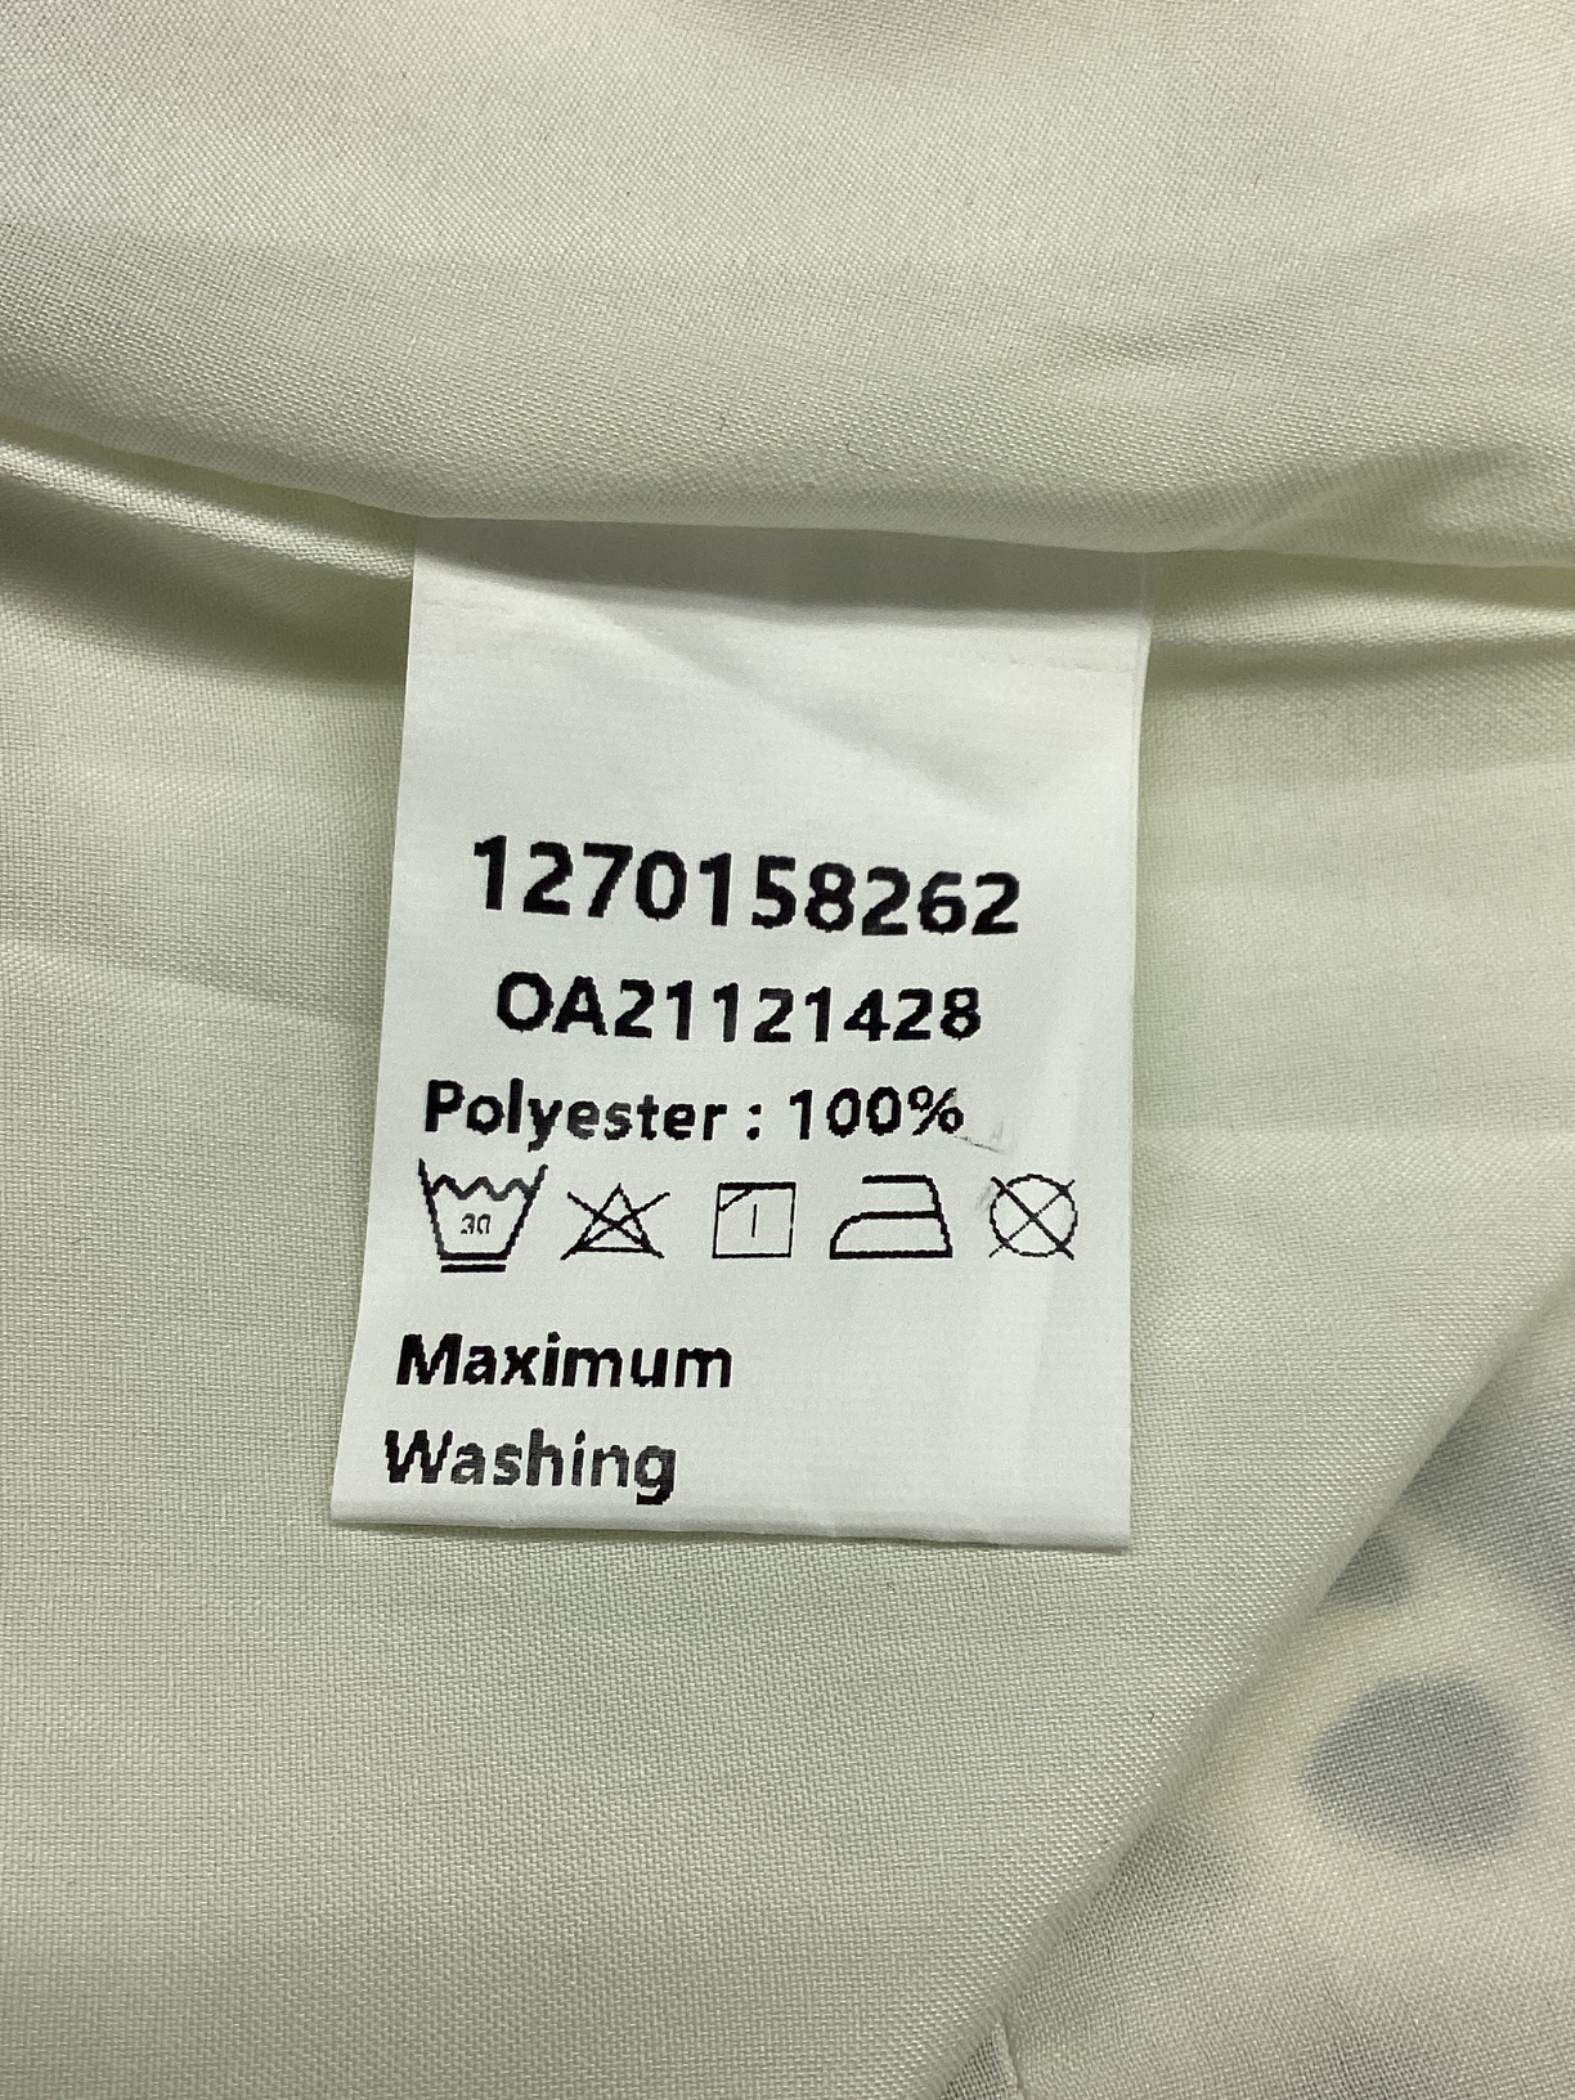 1270158262
OA21121428
Polyester : 100%
30
Maximum
Washing